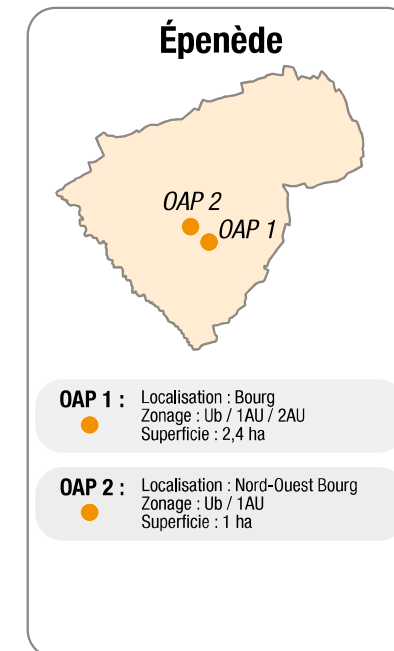 Épenède
OAP 2
OAP 1
OAP 1 : Localisation : Bourg
Zonage : Ub / 1AU / 2AU
Superficie : 2,4 ha
OAP 2 : Localisation : Nord-Ouest Bourg
Zonage : Ub / 1AU
Superficie : 1 ha